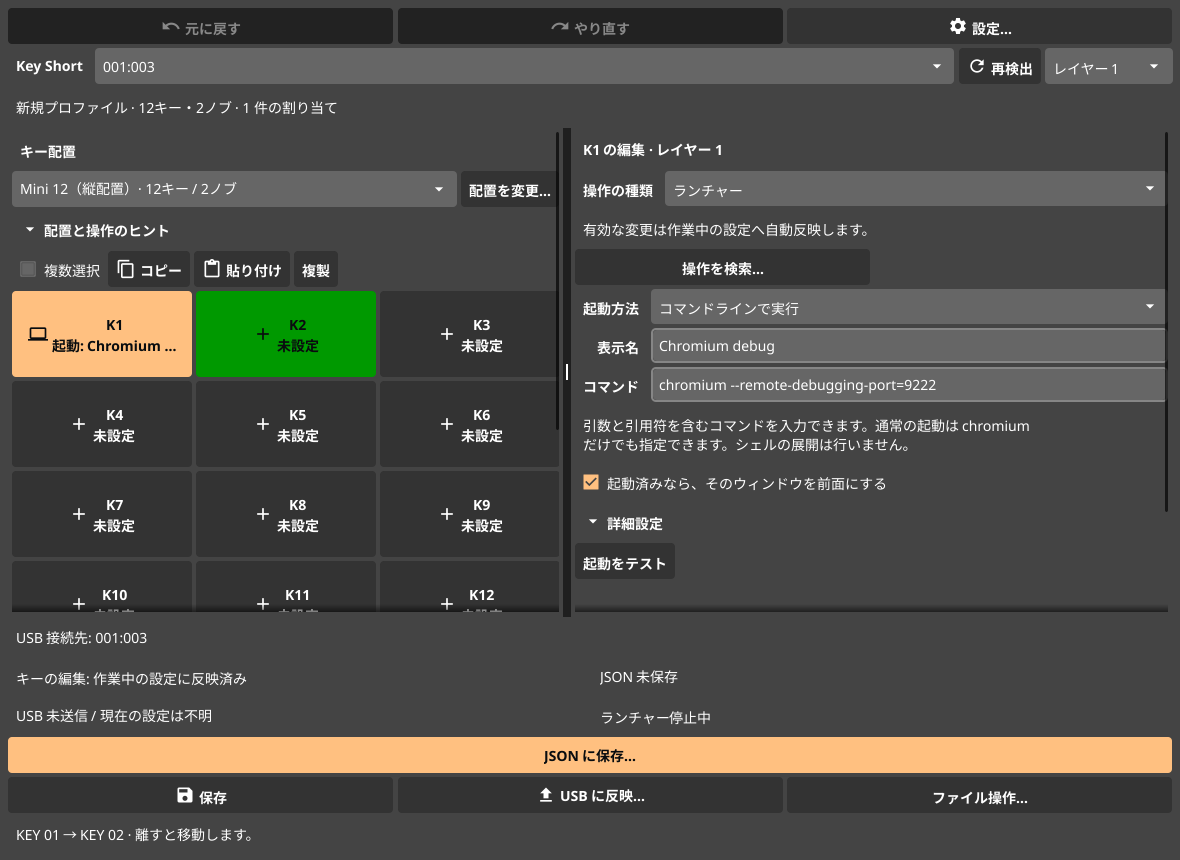 元に戻す
やり直す
設定...
Key Short
001:003
再検出
レイヤー 1
新規プロファイル · 12キー・2ノブ · 1 件の割り当て
キー配置
Mini 12（縦配置）· 12キー / 2ノブ
配置を変更...
配置と操作のヒント
複数選択
コピー
貼り付け
複製
K1
起動: Chromium ...
K2
未設定
K3
未設定
K4
未設定
K5
未設定
K6
未設定
K7
未設定
K8
未設定
K9
未設定
K10
K11
K12
K1 の編集 · レイヤー 1
操作の種類
ランチャー
有効な変更は作業中の設定へ自動反映します。
操作を検索...
起動方法
コマンドラインで実行
表示名
Chromium debug
コマンド
chromium --remote-debugging-port=9222
引数と引用符を含むコマンドを入力できます。通常の起動は chromium
だけでも指定できます。シェルの展開は行いません。
起動済みなら、そのウィンドウを前面にする
詳細設定
起動をテスト
USB 接続先: 001:003
キーの編集: 作業中の設定に反映済み
JSON 未保存
USB 未送信 / 現在の設定は不明
ランチャー停止中
JSON に保存...
保存
USB に反映...
ファイル操作...
KEY 01 → KEY 02 · 離すと移動します。